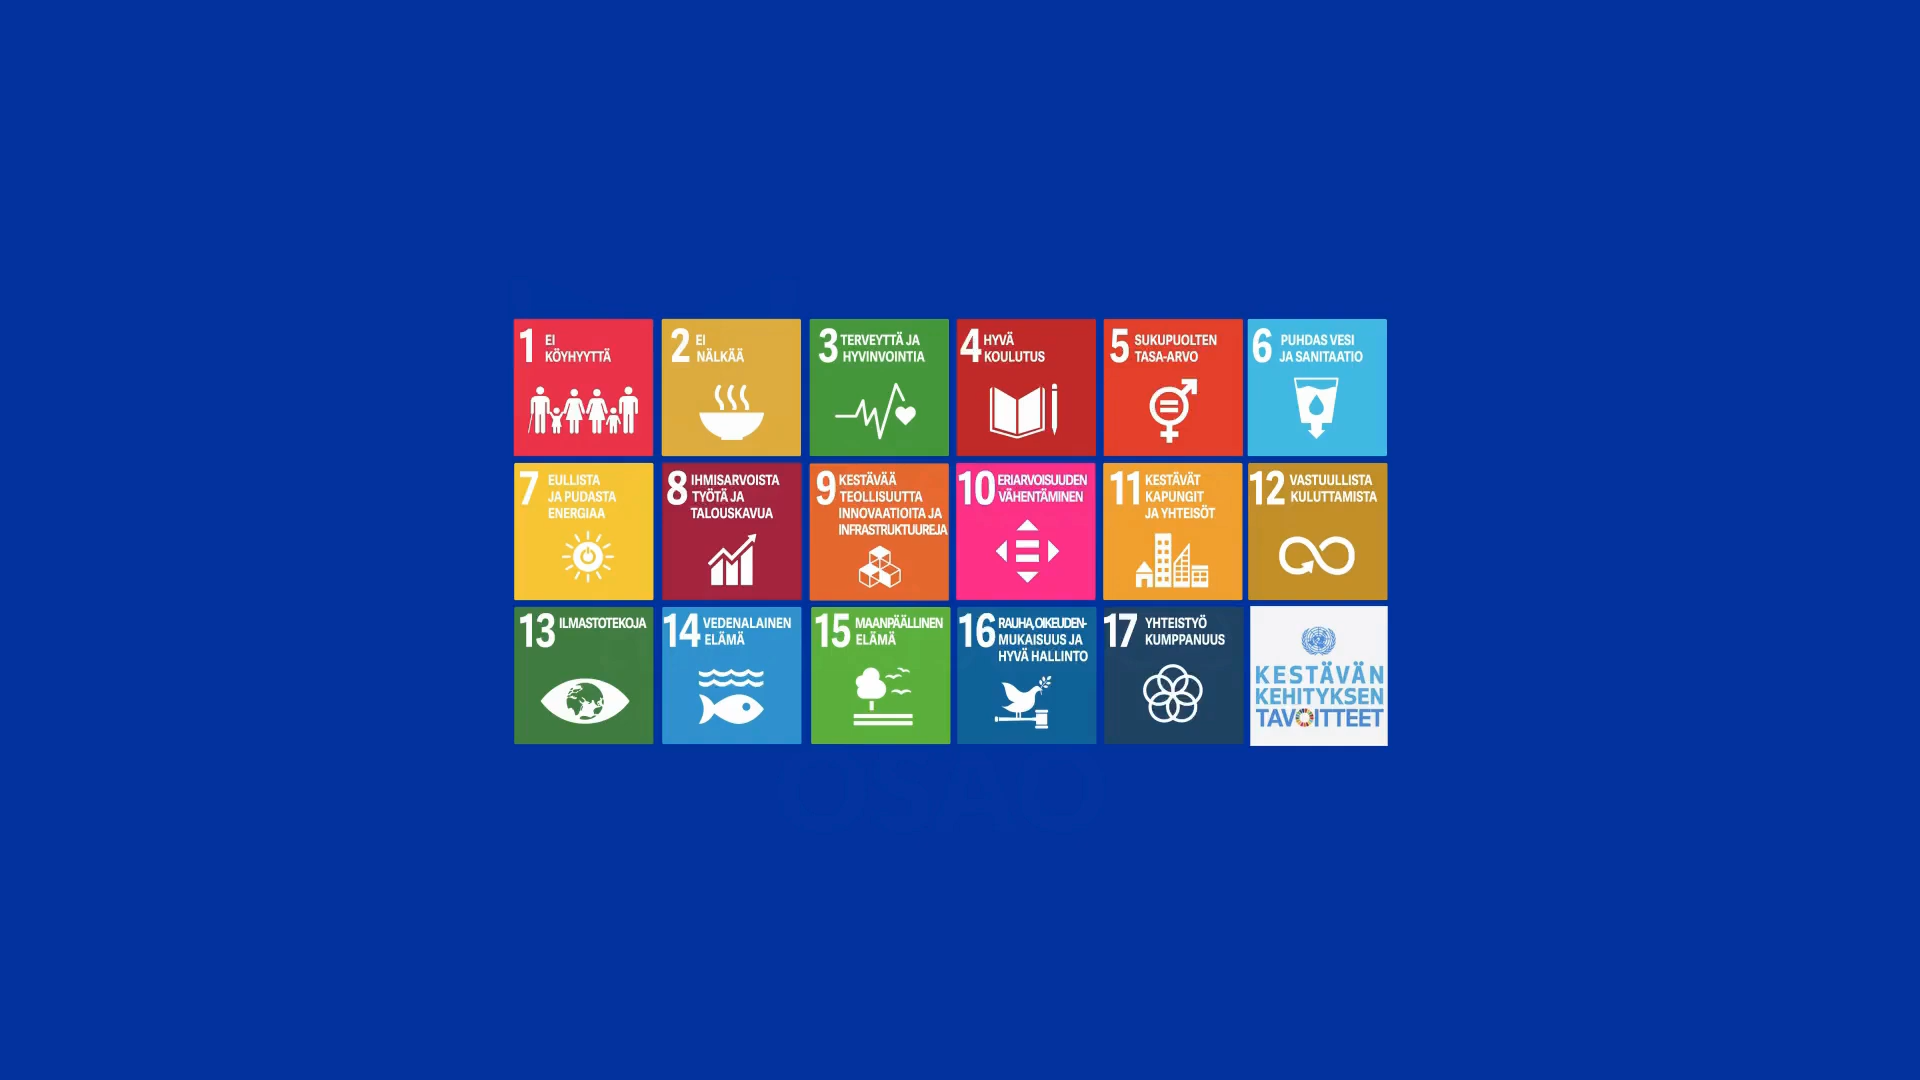 1 EI
KÖYHYYTTÄ
2 EI
NÄLKÄÄ
3 TERVEYTTÄ JA
HYVINVOINTIA
4 HYVÄ
KOULUTUS
5 SUKUPUOLTEN
TASA-ARVO
6 PUHDAS VESI
JA SANITAATIO
7 EULLISTA
JA PUDASTA
ENERGIAA
8 IHMISARVOISTA
TYÖTÄ JA
TALOUSKAVUA
9 KESTÄVÄÄ
TEOLLISUUTTA
INNOVAATIOITA JA
INFRASTRUKTUUREJA
10 ERIARVOISUUDEN
VÄHENTÄMINEN
11 KESTÄVÄT
KAPUNGIT
JA YHTEISÖT
12 VASTUULLISTA
KULUTTAMISTA
13 ILMASTOTEKOJA
14 VEDENALAINEN
ELÄMÄ
15 MAANPÄÄLLINEN
ELÄMÄ
16 RAUHA, OIKEUDEN-
MUKAISUUS JA
HYVÄ HALLINTO
17 YHTEISTYÖ
KUMPPANUUS
KESTÄVÄN
KEHITYKSEN
TAVOITTEET
OSAO